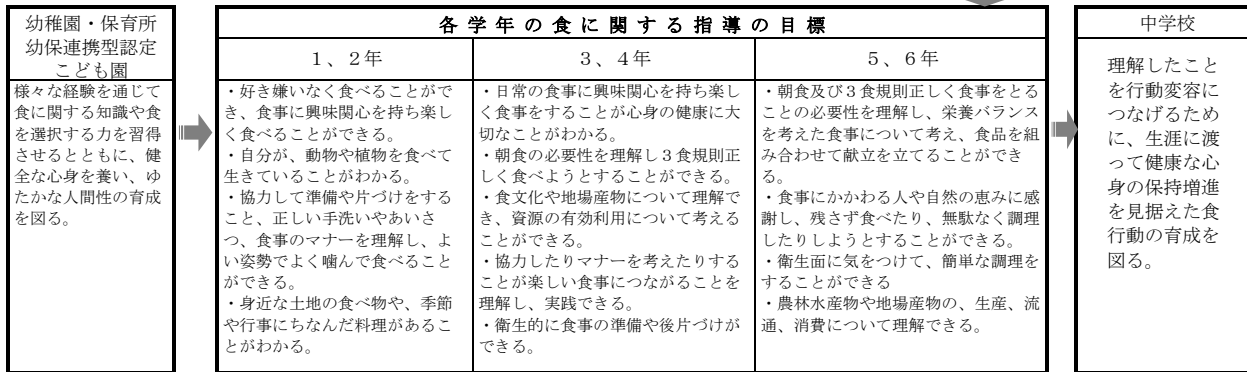 幼稚園・保育所
幼保連携型認定
こども園
様々な経験を通じて
食に関する知識や食
を選択する力を習得
させるとともに、健
全な心身を養い、ゆ
たかな人間性の育成
を図る。
各学年の食に関する指導の目標
１、２年
・好き嫌いなく食べることがで
き、食事に興味関心を持ち楽し
く食べることができる。
・自分が、動物や植物を食べて
生きていることがわかる。
・協力して準備や片づけをする
こと、正しい手洗いやあいさ
つ、食事のマナーを理解し、よ
い姿勢でよく噛んで食べること
ができる。
・身近な土地の食べ物や、季節
や行事にちなんだ料理があるこ
とがわかる。
３、４年
・日常の食事に興味関心を持ち楽し
く食事をすることが心身の健康に大
切なことがわかる。
・朝食の必要性を理解し３食規則正
しく食べようとすることができる。
・食文化や地場産物について理解で
き、資源の有効利用について考える
ことができる。
・協力したりマナーを考えたりする
ことが楽しい食事につながることを
理解し、実践できる。
・衛生的に食事の準備や後片づけが
できる。
５、６年
・朝食及び３食規則正しく食事をとる
ことの必要性を理解し、栄養バランス
を考えた食事について考え、食品を組
み合わせて献立を立てることができ
る。
・食事にかかわる人や自然の恵みに感
謝し、残さず食べたり、無駄なく調理
したりしようとすることができる。
・衛生面に気をつけて、簡単な調理を
することができる
・農林水産物や地場産物の、生産、流
通、消費について理解できる。
中学校
理解したこと
を行動変容に
つなげるため
に、生涯に渡
って健康な心
身の保持増進
を見据えた食
行動の育成を
図る。